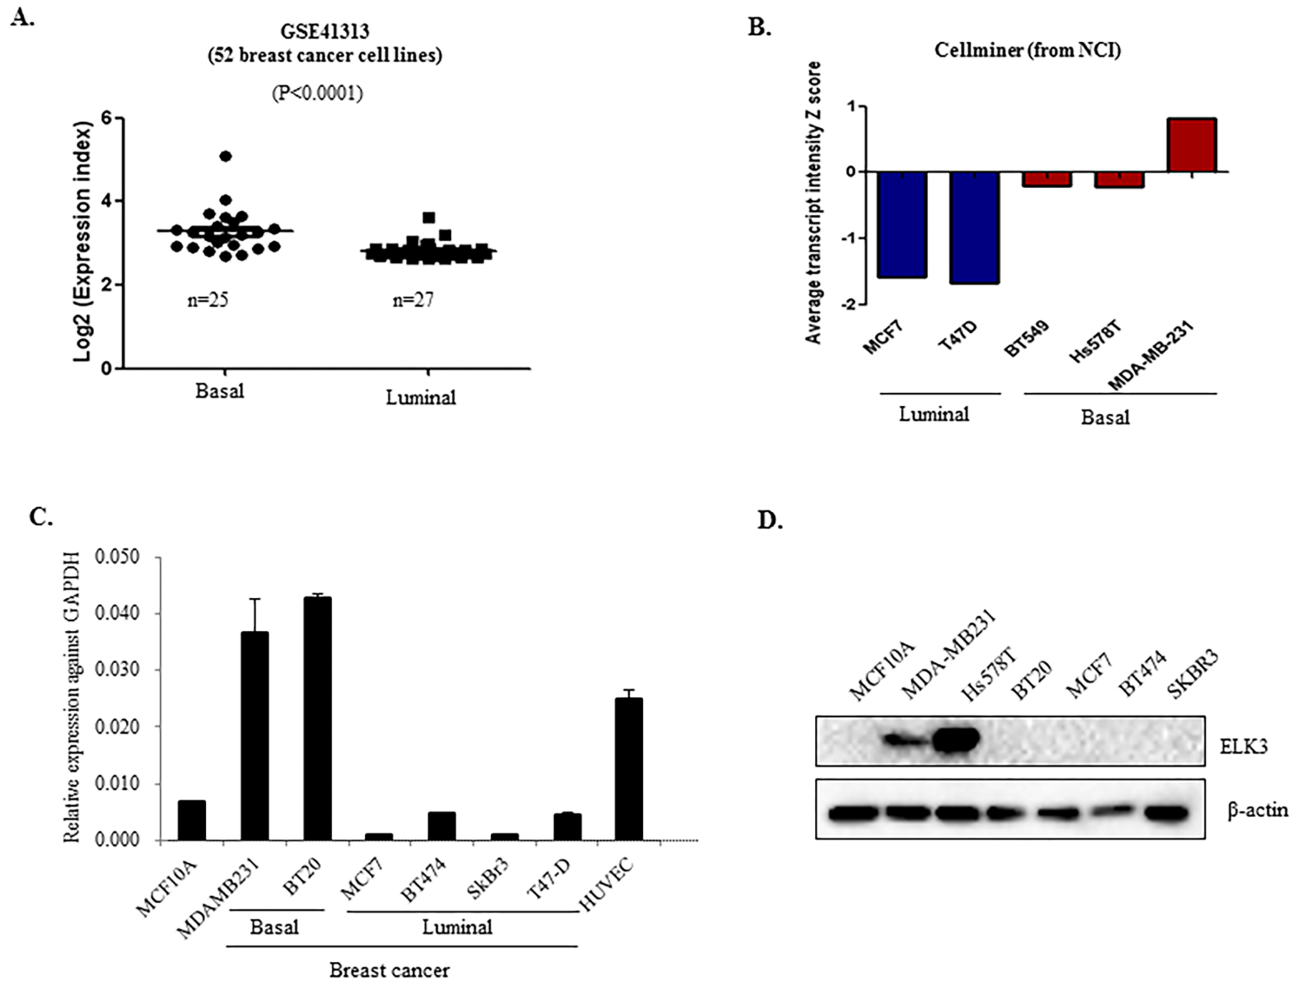 A.
GSE41313
(52 breast cancer cell lines)
(P<0.0001)
Log2 (Expression index)
6
4
2
0
n=25
n=27
Basal
Luminal
B.
Cellminer (from NCI)
Average transcript intensity Z score
1
0
-1
-2
MCF7
T47D
BT549
Hs578T
MDA-MB-231
Luminal
Basal
C.
Relative expression against GAPDH
0.050
0.040
0.030
0.020
0.010
0.000
MCF10A
MDAMB231
BT20
MCF7
BT474
SkBr3
T47-D
HUVEC
Basal
Luminal
Breast cancer
D.
MCF10A
MDA-MB231
Hs578T
BT20
MCF7
BT474
SKBR3
ELK3
β-actin